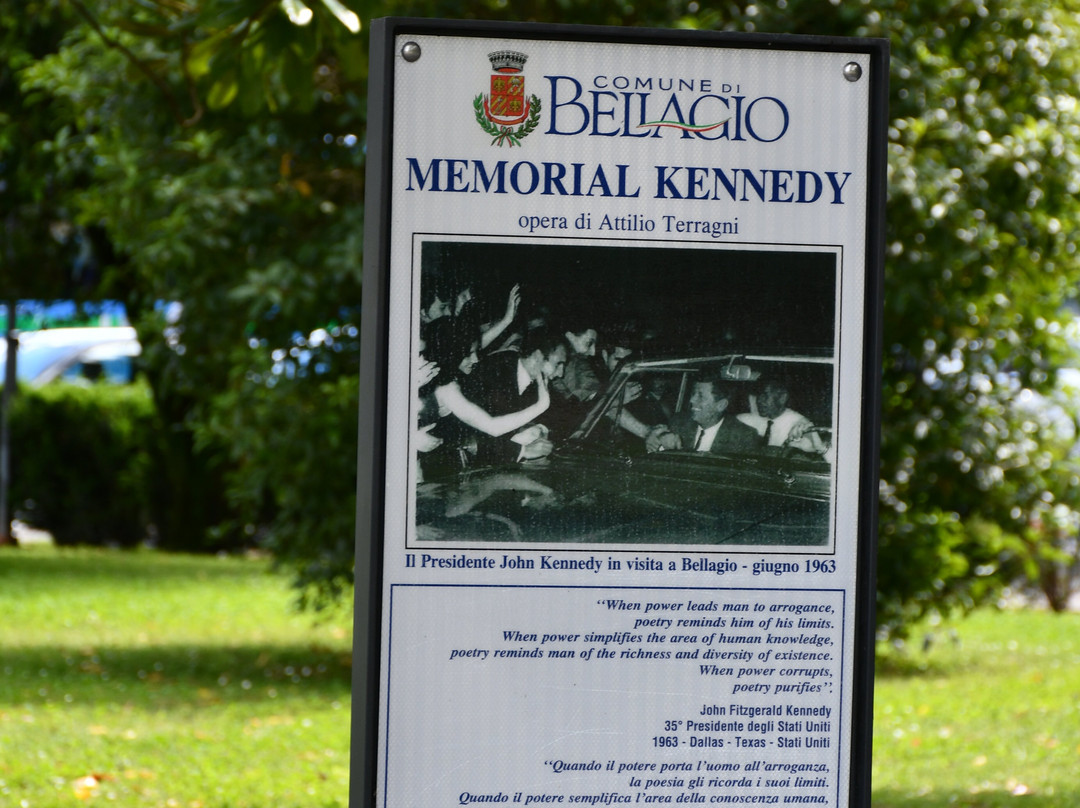 COMUNE DI
BELLAGIO
MEMORIAL KENNEDY
opera di Attilio Terragni
Il Presidente John Kennedy in visita a Bellagio - giugno 1963
‘‘When power leads man to arrogance,
poetry reminds him of his limits.
When power simplifies the area of human knowledge,
poetry reminds man of the richness and diversity of existence.
When power corrupts,
poetry purifies’’.
John Fitzgerald Kennedy
35° Presidente degli Stati Uniti
1963 - Dallas - Texas - Stati Uniti
‘‘Quando il potere porta l’uomo all’arroganza,
la poesia gli ricorda i suoi limiti.
Quando il potere semplifica l’area della conoscenza umana,